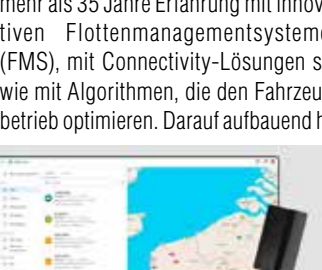 mehr als 35 Jahre Erfahrung mit innov
tiven Flottenmanagementsysteme
(FMS), mit Connectivity-Lösungen s
wie mit Algorithmen, die den Fahrzeu
betrieb optimieren. Darauf aufbauend h